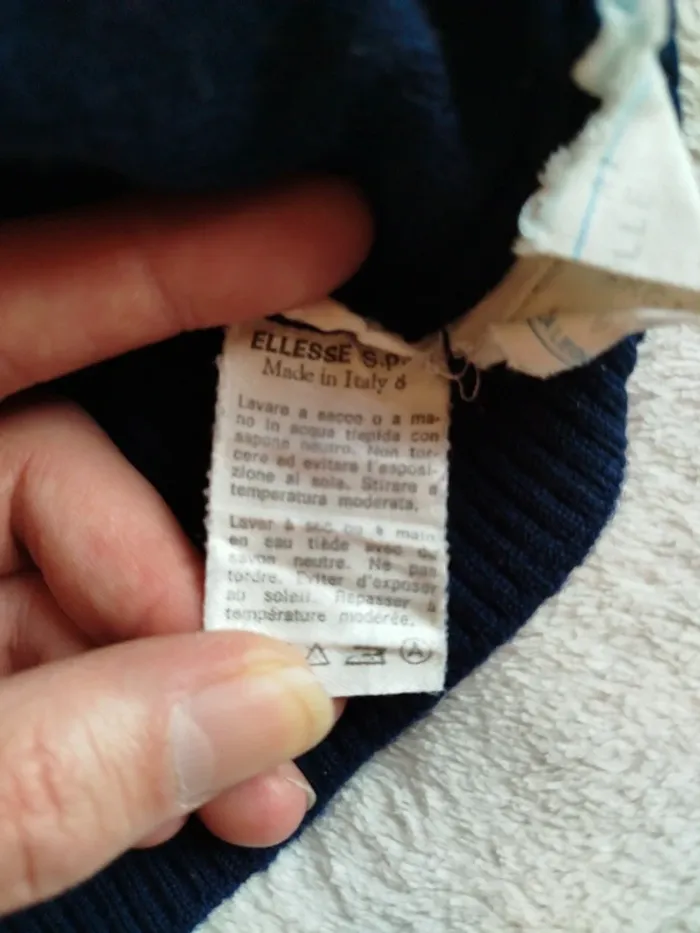 ELLESSE S.p.
Made in Italy
Lavare a secco o a ma-
no in acqua tiepida con
sapone neutro. Non tor-
cere ed evitare l'esposi-
zione al sole. Stirare a
temperatura moderata.
Laver à sec ou à main
en eau tiède avec du
savon neutre. Ne pas
tordre. Eviter d'exposer
au soleil. Repasser à
température modérée.
A